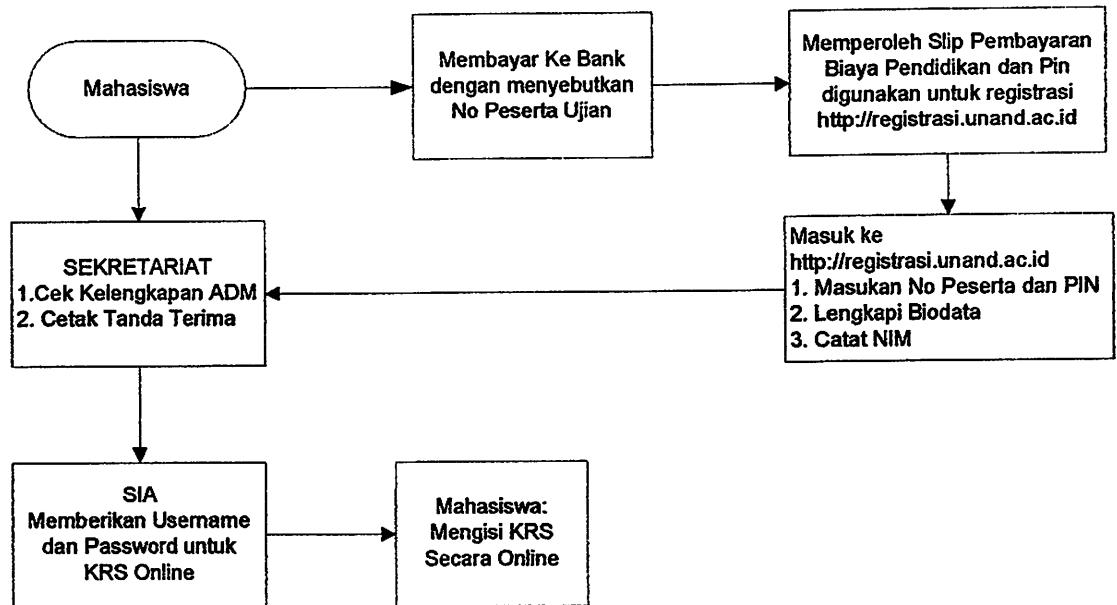 Mahasiswa
Membayar Ke Bank
dengan menyebutkan
No Peserta Ujian
Memperoleh Slip Pembayaran
Biaya Pendidikan dan Pin
digunakan untuk registrasi
http://registrasi.unand.ac.id
Masuk ke
http://registrasi.unand.ac.id
1. Masukan No Peserta dan PIN
2. Lengkapi Biodata
3. Catat NIM
SEKRETARIAT
1.Cek Kelengkapan ADM
2. Cetak Tanda Terima
SIA
Memberikan Username
dan Password untuk
KRS Online
Mahasiswa:
Mengisi KRS
Secara Online